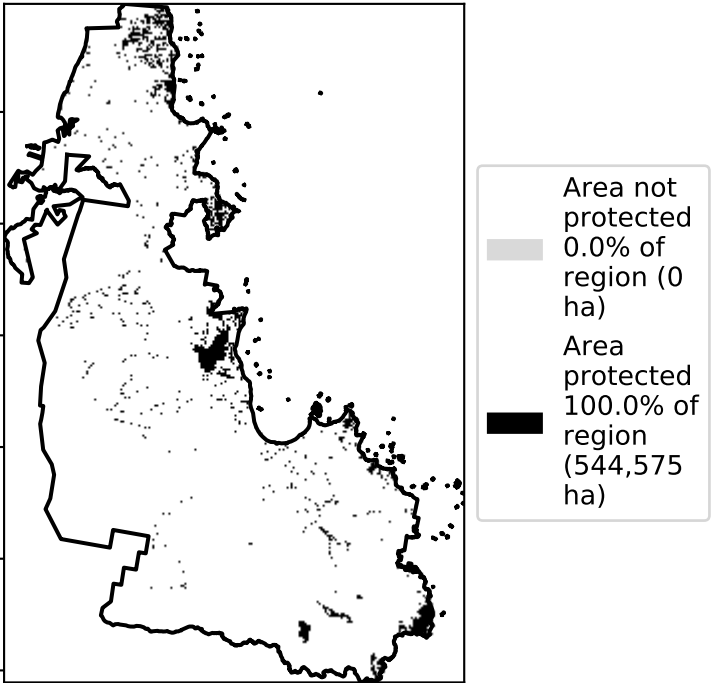 Area not
protected
0.0% of
region (0
ha)
Area
protected
100.0% of
region
(544,575
ha)